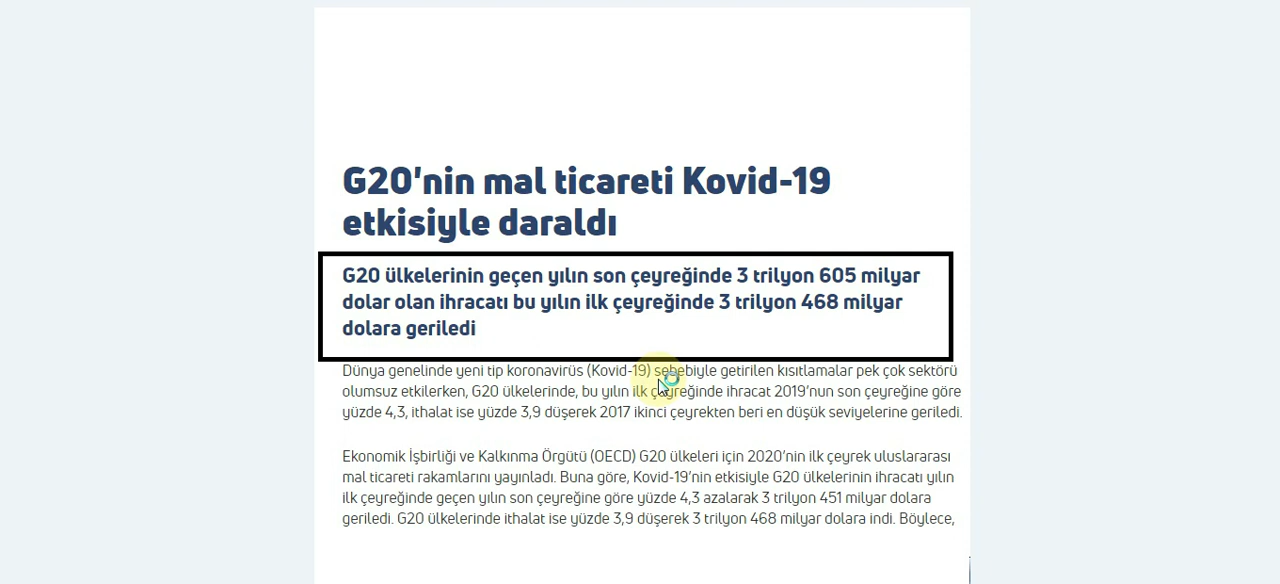 G20'nin mal ticareti Kovid-19
etkisiyle daraldı
G20 ülkelerinin geçen yılın son çeyreğinde 3 trilyon 605 milyar
dolar olan ihracatı bu yılın ilk çeyreğinde 3 trilyon 468 milyar
dolara geriledi
Dünya genelinde yeni tip koronavirüs (Kovid-19) sebebiyle getirilen kısıtlamalar pek çok sektörü
olumsuz etkilerken, G20 ülkelerinde, bu yılın ilk çeyreğinde ihracat 2019'nun son çeyreğine göre
yüzde 4,3, ithalat ise yüzde 3,9 düşerek 2017 ikinci çeyrekten beri en düşük seviyelerine geriledi.
Ekonomik İşbirliği ve Kalkınma Örgütü (OECD) G20 ülkeleri için 2020'nin ilk çeyrek uluslararası
mal ticareti rakamlarını yayınladı. Buna göre, Kovid-19'nin etkisiyle G20 ülkelerinin ihracatı yılın
ilk çeyreğinde geçen yılın son çeyreğine göre yüzde 4,3 azalarak 3 trilyon 451 milyar dolara
geriledi. G20 ülkelerinde ithalat ise yüzde 3,9 düşerek 3 trilyon 468 milyar dolara indi. Böylece,